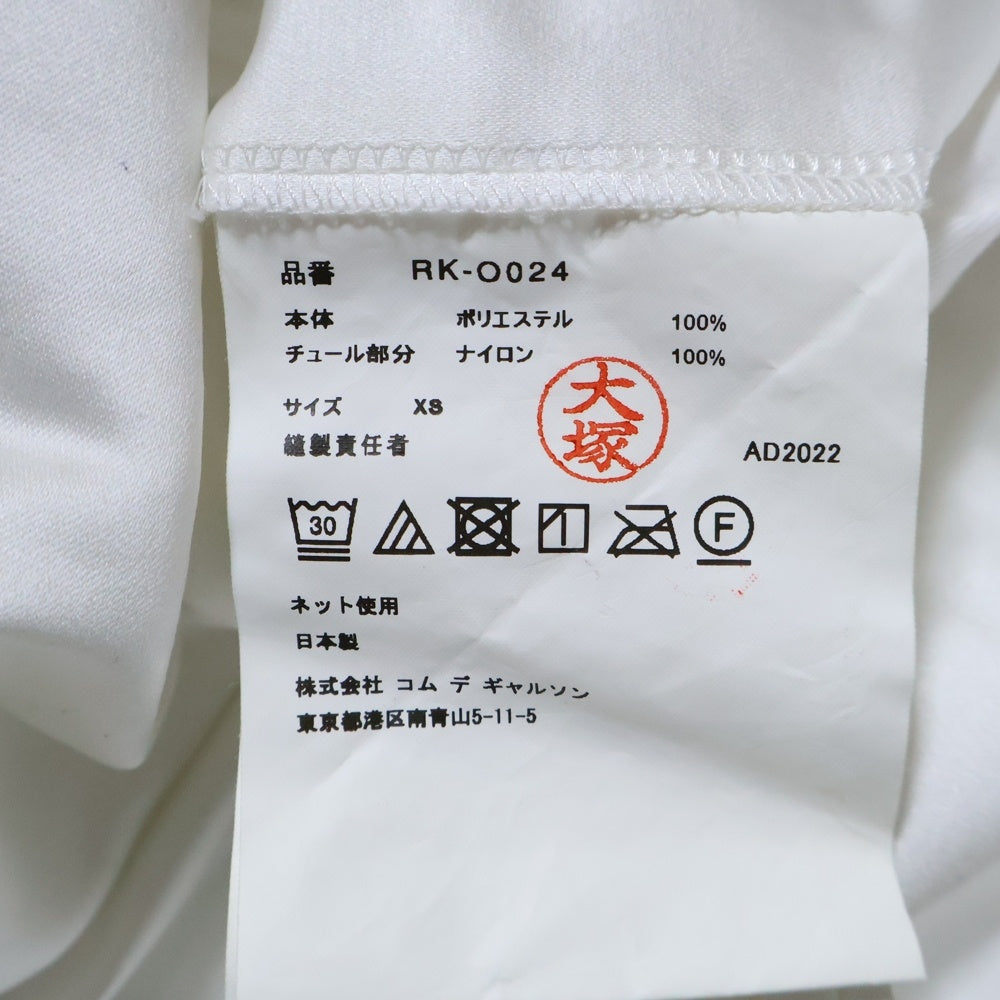 品番 RK-O024
本体 ポリエステル 100%
チュール部分 ナイロン 100%
サイズ XS
縫製責任者 大塚 AD2022
30 F
ネット使用
日本製
株式会社 コム デ ギャルソン
東京都港区南青山5-11-5